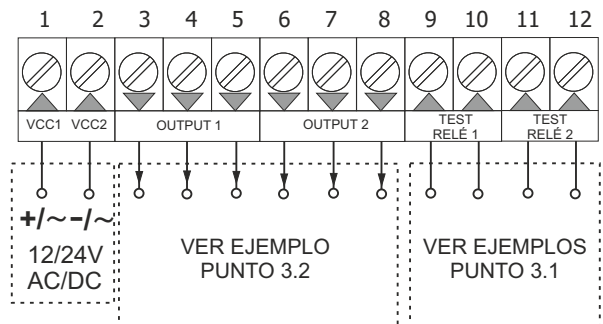 1 2 3 4 5 6 7 8 9 10 11 12
VCC1 VCC2 OUTPUT 1 OUTPUT 2 TEST RELÉ 1 TEST RELÉ 2
+/~ -/~
12/24V
AC/DC
VER EJEMPLO
PUNTO 3.2
VER EJEMPLOS
PUNTO 3.1